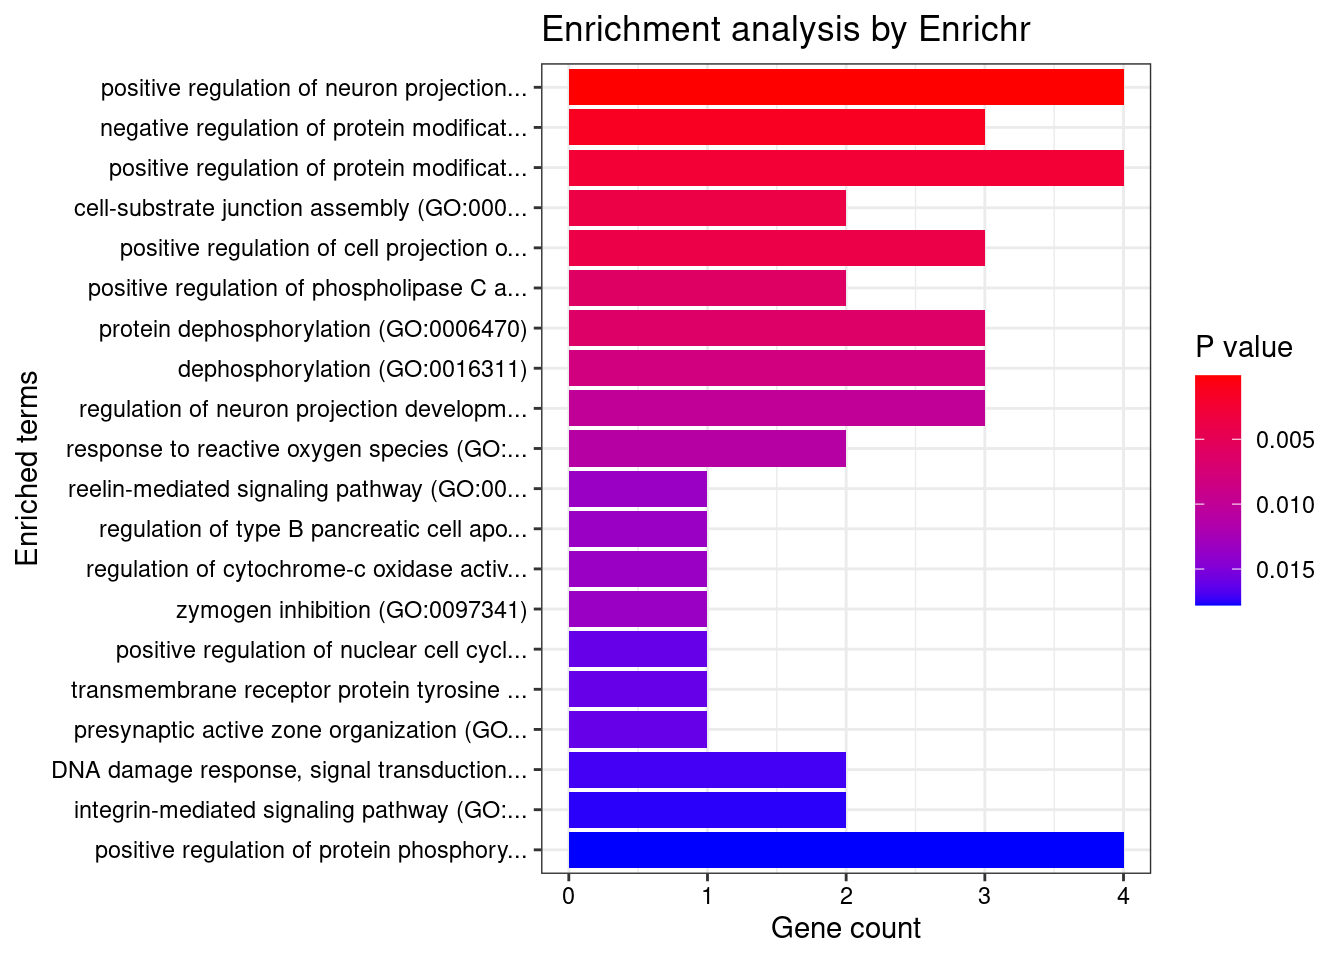 Enrichment analysis by Enrichr
positive regulation of neuron projection...
negative regulation of protein modificat...
positive regulation of protein modificat...
cell-substrate junction assembly (GO:000...
positive regulation of cell projection o...
positive regulation of phospholipase C a...
protein dephosphorylation (GO:0006470)
dephosphorylation (GO:0016311)
regulation of neuron projection developm...
response to reactive oxygen species (GO:...
reelin-mediated signaling pathway (GO:00...
regulation of type B pancreatic cell apo...
regulation of cytochrome-c oxidase activ...
zymogen inhibition (GO:0097341)
positive regulation of nuclear cell cycl...
transmembrane receptor protein tyrosine ...
presynaptic active zone organization (GO...
DNA damage response, signal transduction...
integrin-mediated signaling pathway (GO:...
positive regulation of protein phosphory...
Enriched terms
0 1 2 3 4
Gene count
P value
0.005
0.010
0.015